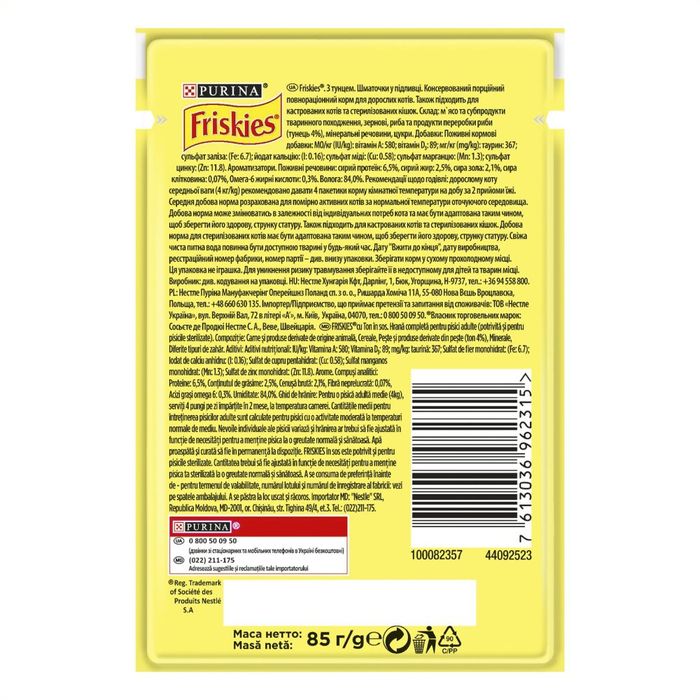 PURINA®
Friskies®
UA Friskies®. З тунцем. Шматочки у підливці. Консервований порційний
повнораціонний корм для дорослих котів. Також підходить для
кастрованих котів та стерилізованих кішок. Склад: м`ясо та субпродукти
тваринного походження, зернові, риба та продукти переробки риби
(тунець 4%), мінеральні речовини, цукри. Добавки: Поживні кормові
добавки: МО/кг (IU/kg): вітамін А: 580; вітамін D₃: 89; мг/кг (mg/kg): таурин: 367;
сульфат заліза: (Fe: 6.7); йодат кальцію: (I: 0.16); сульфат міді: (Cu: 0.58); сульфат марганцю: (Mn: 1.3); сульфат
цинку: (Zn: 11.8). Ароматизатори. Поживні речовини: сирий протеїн: 6,5%, сирий жир: 2,5%, сира зола: 2,1%, сира
клітковина: 0,07%, Омега-6 жирні кислоти: 0,3%. Волога: 84,0%. Рекомендації щодо годівлі: дорослому коту
середньої ваги (4 кг/kg) рекомендовано давати 4 пакетики корму кімнатної температури на добу за 2 прийоми їжі.
Середня добова норма розрахована для помірно активних котів за нормальної температури оточуючого середовища.
Добова норма може змінюватись в залежності від індивідуальних потреб кота та має бути адаптована таким чином,
щоб зберегти його здорову, струнку статуру. Також підходить для кастрованих котів та стерилізованих кішок. Добова
норма для стерилізованих котів має бути адаптована таким чином, щоб зберегти його здорову, струнку статуру. Свіжа
чиста питна вода повинна бути доступною тварині у будь-який час. Дату "Вжити до кінця", дату виробництва,
реєстраційний номер фабрики, номер партії – див. внизу упаковки. Зберігати корм у сухому прохолодному місці.
Ця упаковка не іграшка. Для уникнення ризику травмування зберігайте її в недоступному для дітей та тварин місці.
Виробник: див. кодування на упаковці. HU: Нестле Хунгарія Кфт, Дарлінг, 1, Бюк, Угорщина, Н-9737, тел.: +36 94 558 800.
PL: Нестле Пуріна Мануфакчерінг Оперейшнз Поланд сп. з о. о., Ришарда Хоміча 11А, 55-080 Нова Вєшь Вроцлавска,
Польща, тел.: +48 660 630 135. Імпортер/Підприємство, що приймає претензії та звернення від споживачів: ТОВ «Нестле
Україна», вул. Верхній Вал, 72 в літері «А», м. Київ, Україна, 04070, тел.: 0 800 50 09 50. ®Власник торговельних марок:
Сосьєте де Продюї Нестле С. А., Веве, Швейцарія. MD FRISKIES®cu Ton in sos. Hrană completă pentru pisici adulte (potrivită și pentru
pisicile sterilizate). Compoziție: Carne și produse derivate de origine animală, Cereale, Pește și produse derivate din pește (ton 4%), Minerale,
Diferite tipuri de zahăr. Aditivi: Aditivi nutriționali: IU/kg: Vitamina A: 580; Vitamina D₃: 89; mg/kg: taurină: 367; Sulfat de fier monohidrat: (Fe: 6.7);
Iodat de calciu anhidru: (I: 0.16); Sulfat de cupru pentahidrat: (Cu: 0.58); Sulfat manganos
monohidrat: (Mn: 1.3); Sulfat de zinc monohidrat: (Zn: 11.8). Arome. Compuși analitici:
Proteine: 6,5%, Conținutul de grăsime: 2,5%, Cenușă brută: 2,1%, Fibră neprelucrată: 0,07%,
Acizi grași omega 6: 0,3%. Umiditate: 84,0%. Ghid de hrănire: Pentru o pisică adultă medie (4kg),
serviți 4 pungi pe zi împărțite în 2 mese, la temperatura camerei. Cantitățile medii pentru
întreținerea pisicilor adulte sunt calculate pentru pisici cu o activitate moderată la temperaturi
normale de mediu. Nevoile individuale ale pisicii variază și hrănirea ar trebui să fie ajustată în
funcție de necesități pentru a menține pisica la o greutate normală și sănătoasă. Apă
proaspătă și curată să fie în permanență la dispoziție. FRISKIES în sos este potrivit și pentru
pisicile sterilizate. Cantitatea trebui să fie ajustată în funcție de necesități pentru a menține
pisica ta sterilizată la o greutate normală și sănătoasă. A se consuma de preferință înainte
de - pentru termenul de valabilitate, numărul lotului si numărul de inregistrare al fabricii: vezi
pe spatele ambalajului. A se păstra la loc uscat și răcoros. Importator MD: "Nestle" SRL,
Republica Moldova, MD-2001, or. Chișinău, str. Tighina 49/4, et.3. Tel.: (022)211-175.
PURINA®
UA 0 800 50 09 50
(дзвінки зі стаціонарних та мобільних телефонів в Україні безкоштовні)
MD (022) 211-175
Adresează sugestiile și reclamațiile tale importatorului
®Reg. Trademark
of Société des
Produits Nestlé
S.A
7 613036 962315 >
100082357 44092523
Маса нетто:
Masă netă:
85 г/g e
90
C/PP